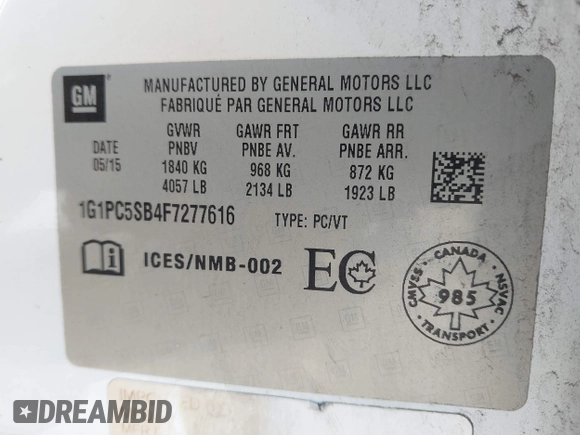 GM
MANUFACTURED BY GENERAL MOTORS LLC
FABRIQUÉ PAR GENERAL MOTORS LLC
GVWR GAWR FRT GAWR RR
DATE PNBV PNBE AV. PNBE ARR.
05/15 1840 KG 968 KG 872 KG
4057 LB 2134 LB 1923 LB
1G1PC5SB4F7277616 TYPE: PC/VT
ICES/NMB-002 EC
CANADA
CMVSS 985 NSVAC
TRANSPORT
DREAMBID